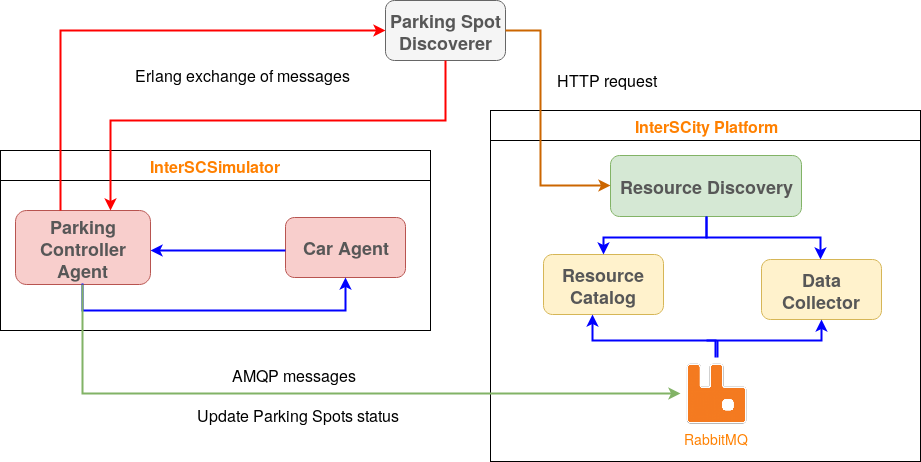 Parking Spot
Discoverer
Erlang exchange of messages
HTTP request
InterSCity Platform
InterSCSimulator
Resource Discovery
Parking
Controller
Agent
Car Agent
Resource
Catalog
Data
Collector
AMQP messages
Update Parking Spots status
RabbitMQ